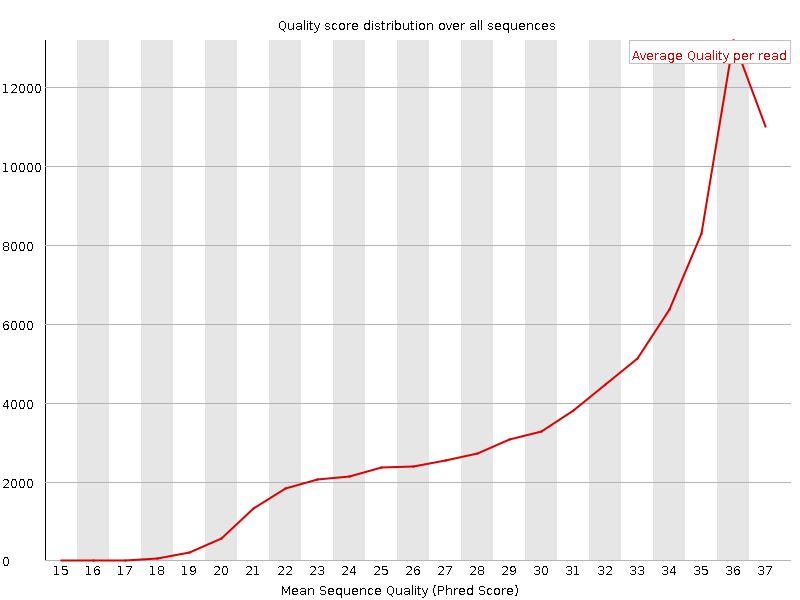 Quality score distribution over all sequences
Average Quality per read
12000
10000
8000
6000
4000
2000
0
15 16 17 18 19 20 21 22 23 24 25 26 27 28 29 30 31 32 33 34 35 36 37
Mean Sequence Quality (Phred Score)